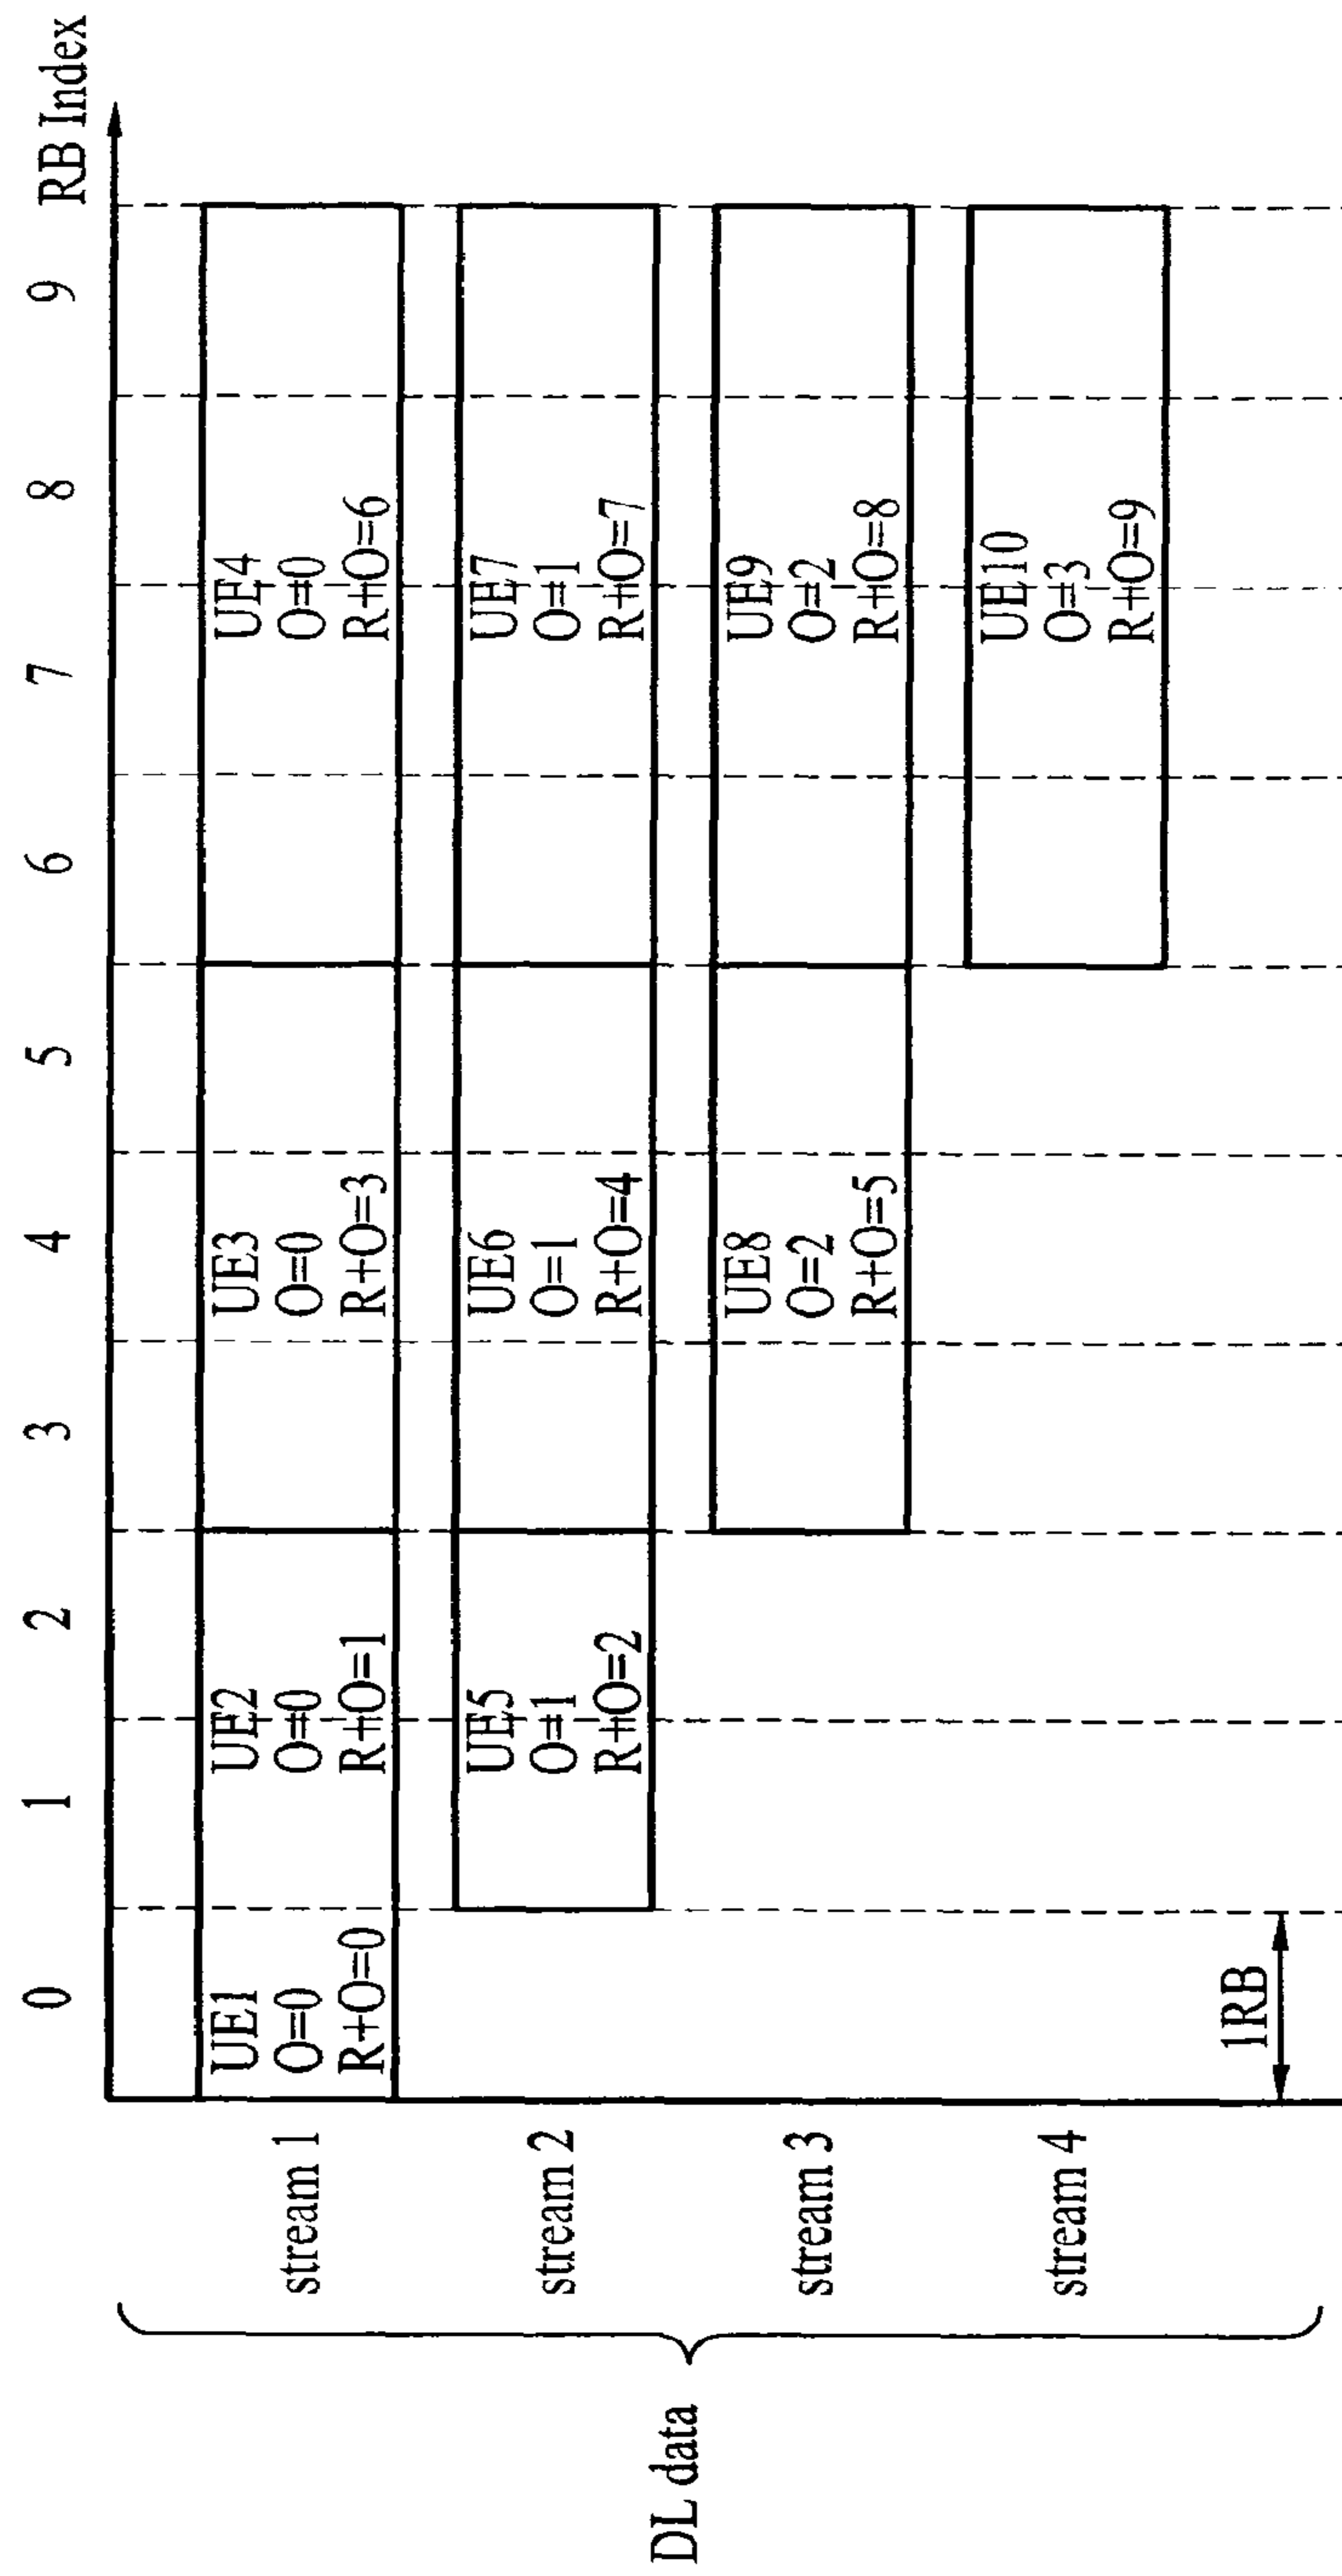 RB Index
0 1 2 3 4 5 6 7 8 9
DL data
stream 1
UE1
O=0
R+O=0
UE2
O=0
R+O=1
UE3
O=0
R+O=3
UE4
O=0
R+O=6
stream 2
UE5
O=1
R+O=2
UE6
O=1
R+O=4
UE7
O=1
R+O=7
stream 3
UE8
O=2
R+O=5
UE9
O=2
R+O=8
stream 4
UE10
O=3
R+O=9
1RB